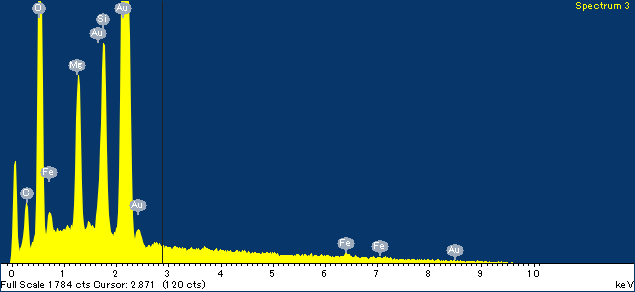 Spectrum 3
O Au
Si
Au
Mg
Fe
C
Au
Fe Fe Au
0 1 2 3 4 5 6 7 8 9 10
Full Scale 1784 cts Cursor: 2.871 (120 cts) keV